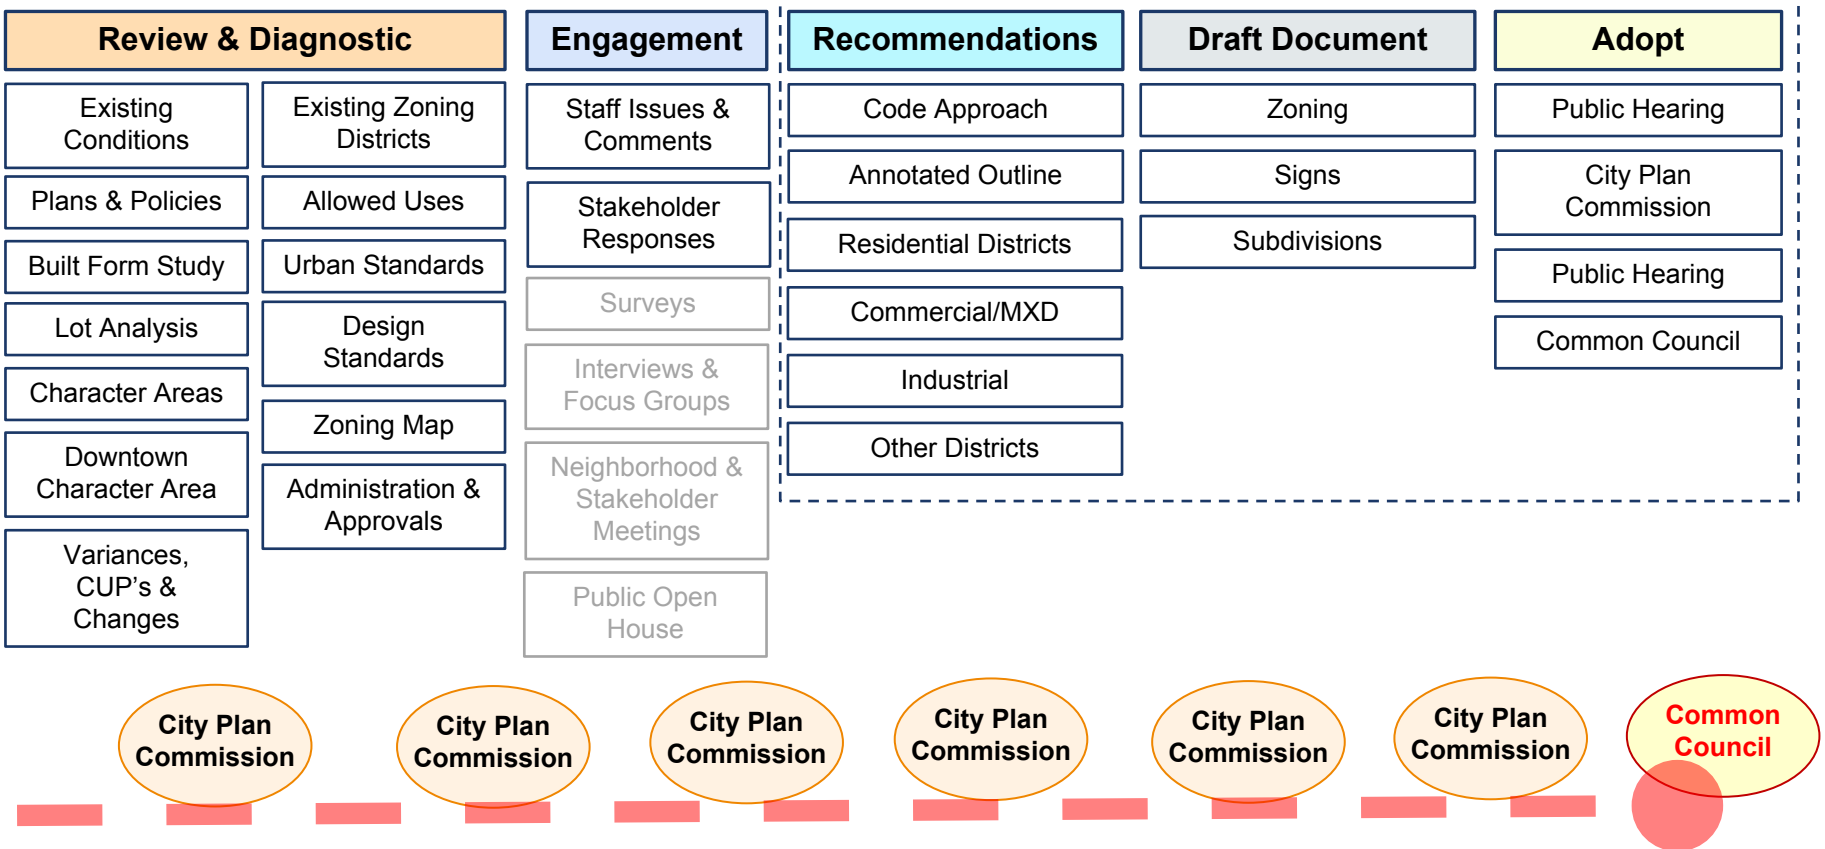 Review & Diagnostic
Existing
Conditions
Plans & Policies
Built Form Study
Lot Analysis
Character Areas
Downtown
Character Area
Variances,
CUP's &
Changes
Existing Zoning
Districts
Allowed Uses
Urban Standards
Design
Standards
Zoning Map
Administration &
Approvals
Engagement
Staff Issues &
Comments
Stakeholder
Responses
Surveys
Interviews &
Focus Groups
Neighborhood &
Stakeholder
Meetings
Public Open
House
Recommendations
Code Approach
Annotated Outline
Residential Districts
Commercial/MXD
Industrial
Other Districts
Draft Document
Zoning
Signs
Subdivisions
Adopt
Public Hearing
City Plan
Commission
Public Hearing
Common Council
City Plan
Commission
City Plan
Commission
City Plan
Commission
City Plan
Commission
City Plan
Commission
City Plan
Commission
Common
Council